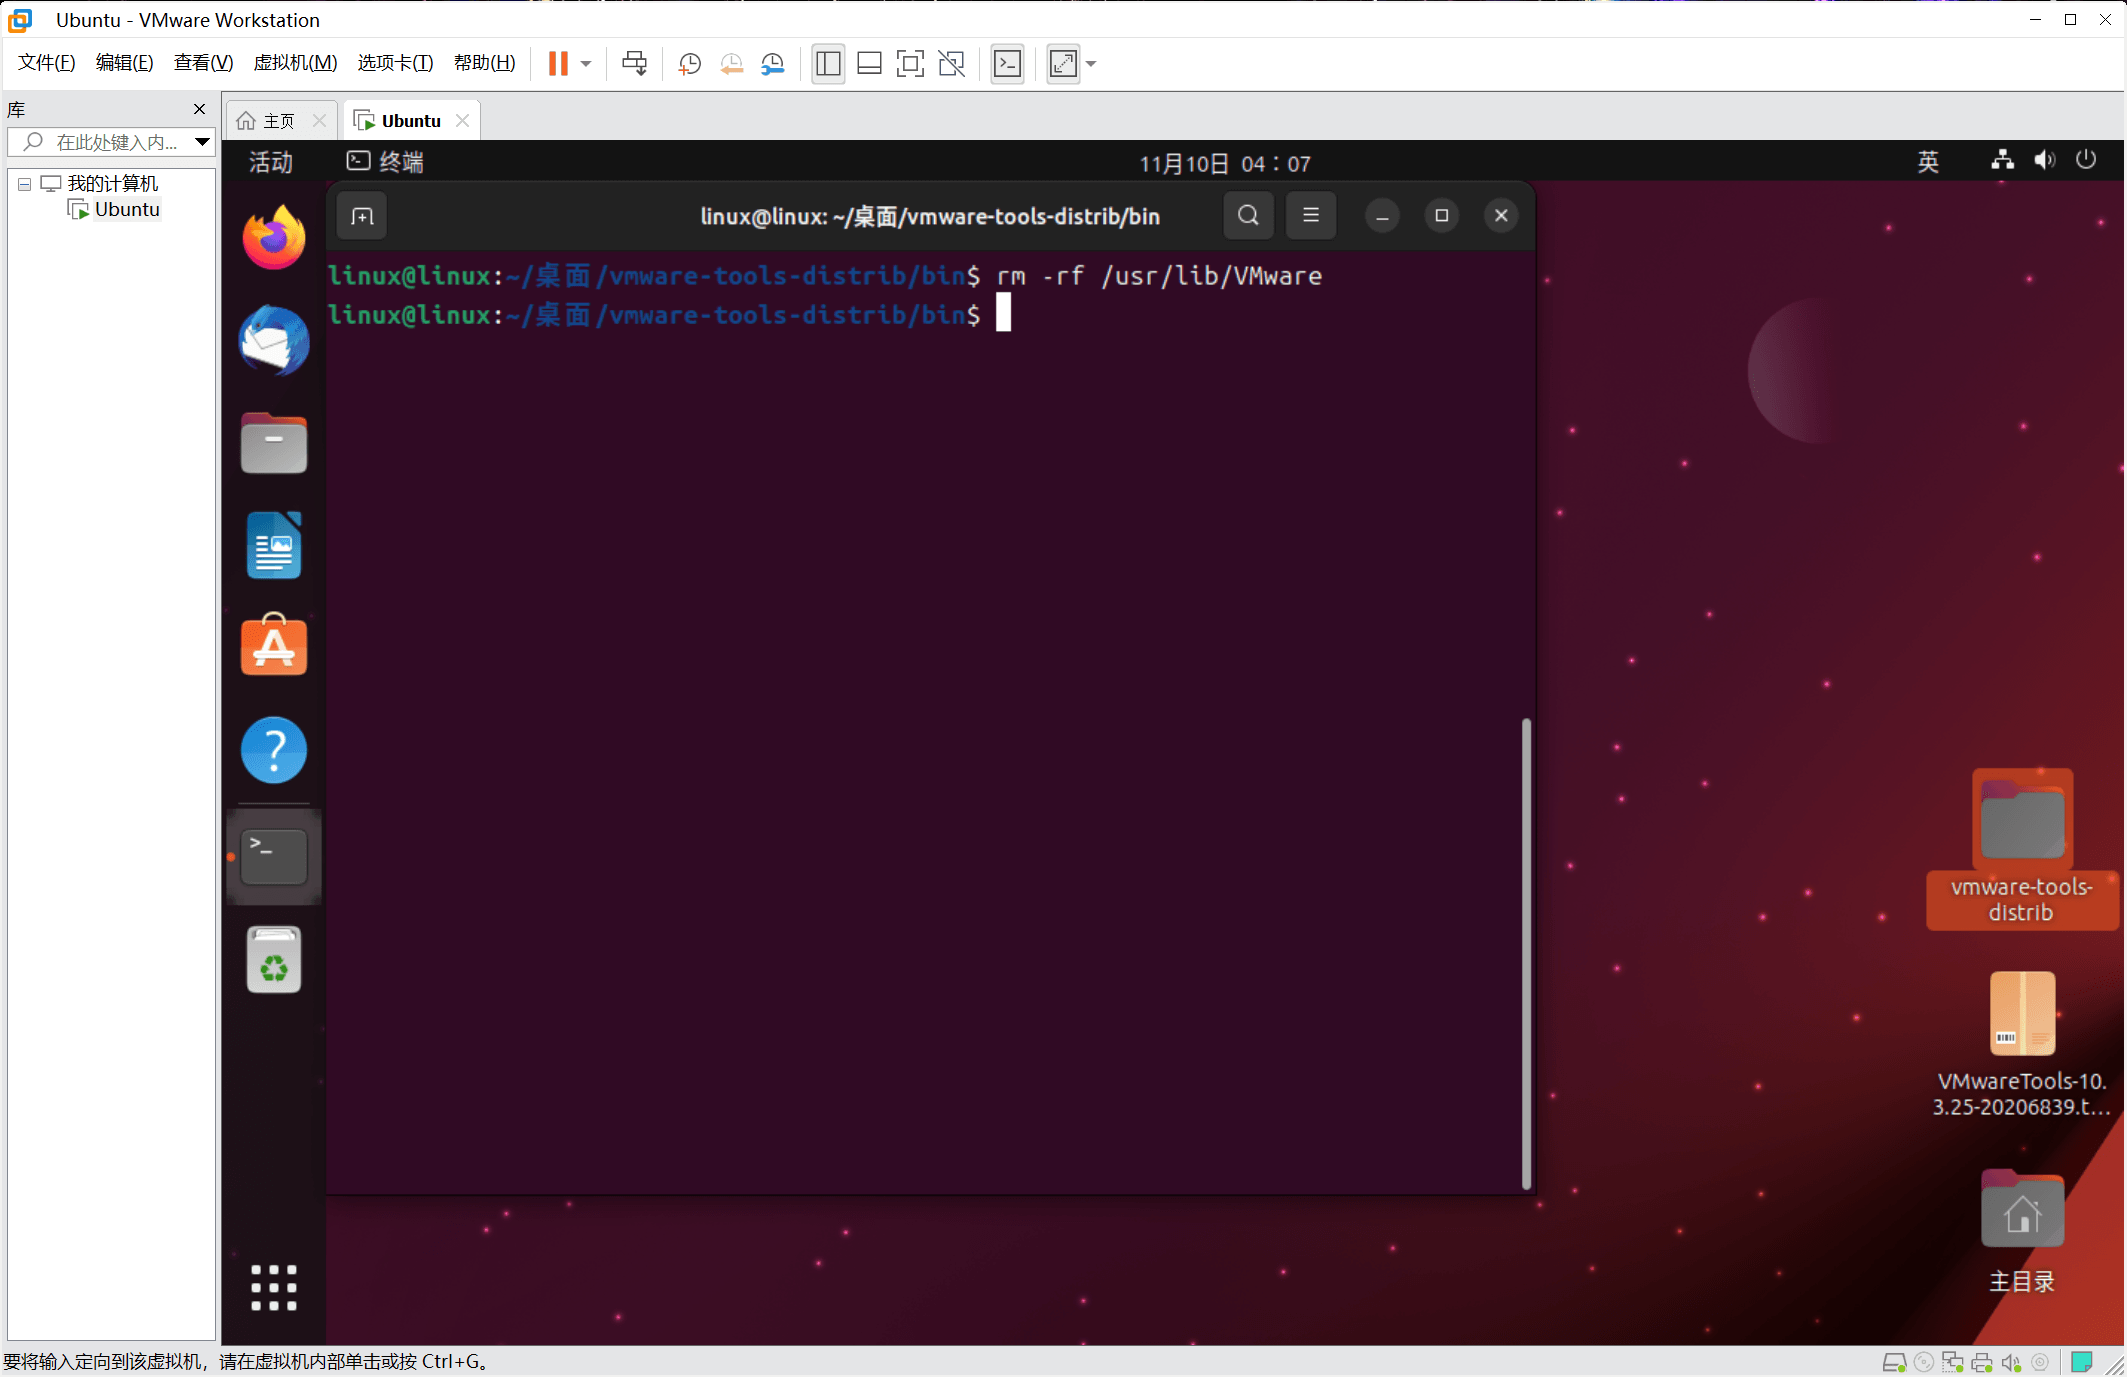 Ubuntu - VMware Workstation
文件(F) 编辑(E) 查看(V) 虚拟机(M) 选项卡(T) 帮助(H)
库
在此处键入内...
我的计算机
Ubuntu
主页
Ubuntu
活动 终端 11月10日 04：07 英
linux@linux: ~/桌面/vmware-tools-distrib/bin
linux@linux:~/桌面/vmware-tools-distrib/bin$ rm -rf /usr/lib/VMware
linux@linux:~/桌面/vmware-tools-distrib/bin$
vmware-tools-
distrib
VMwareTools-10.
3.25-20206839.t...
主目录
要将输入定向到该虚拟机，请在虚拟机内部单击或按 Ctrl+G。